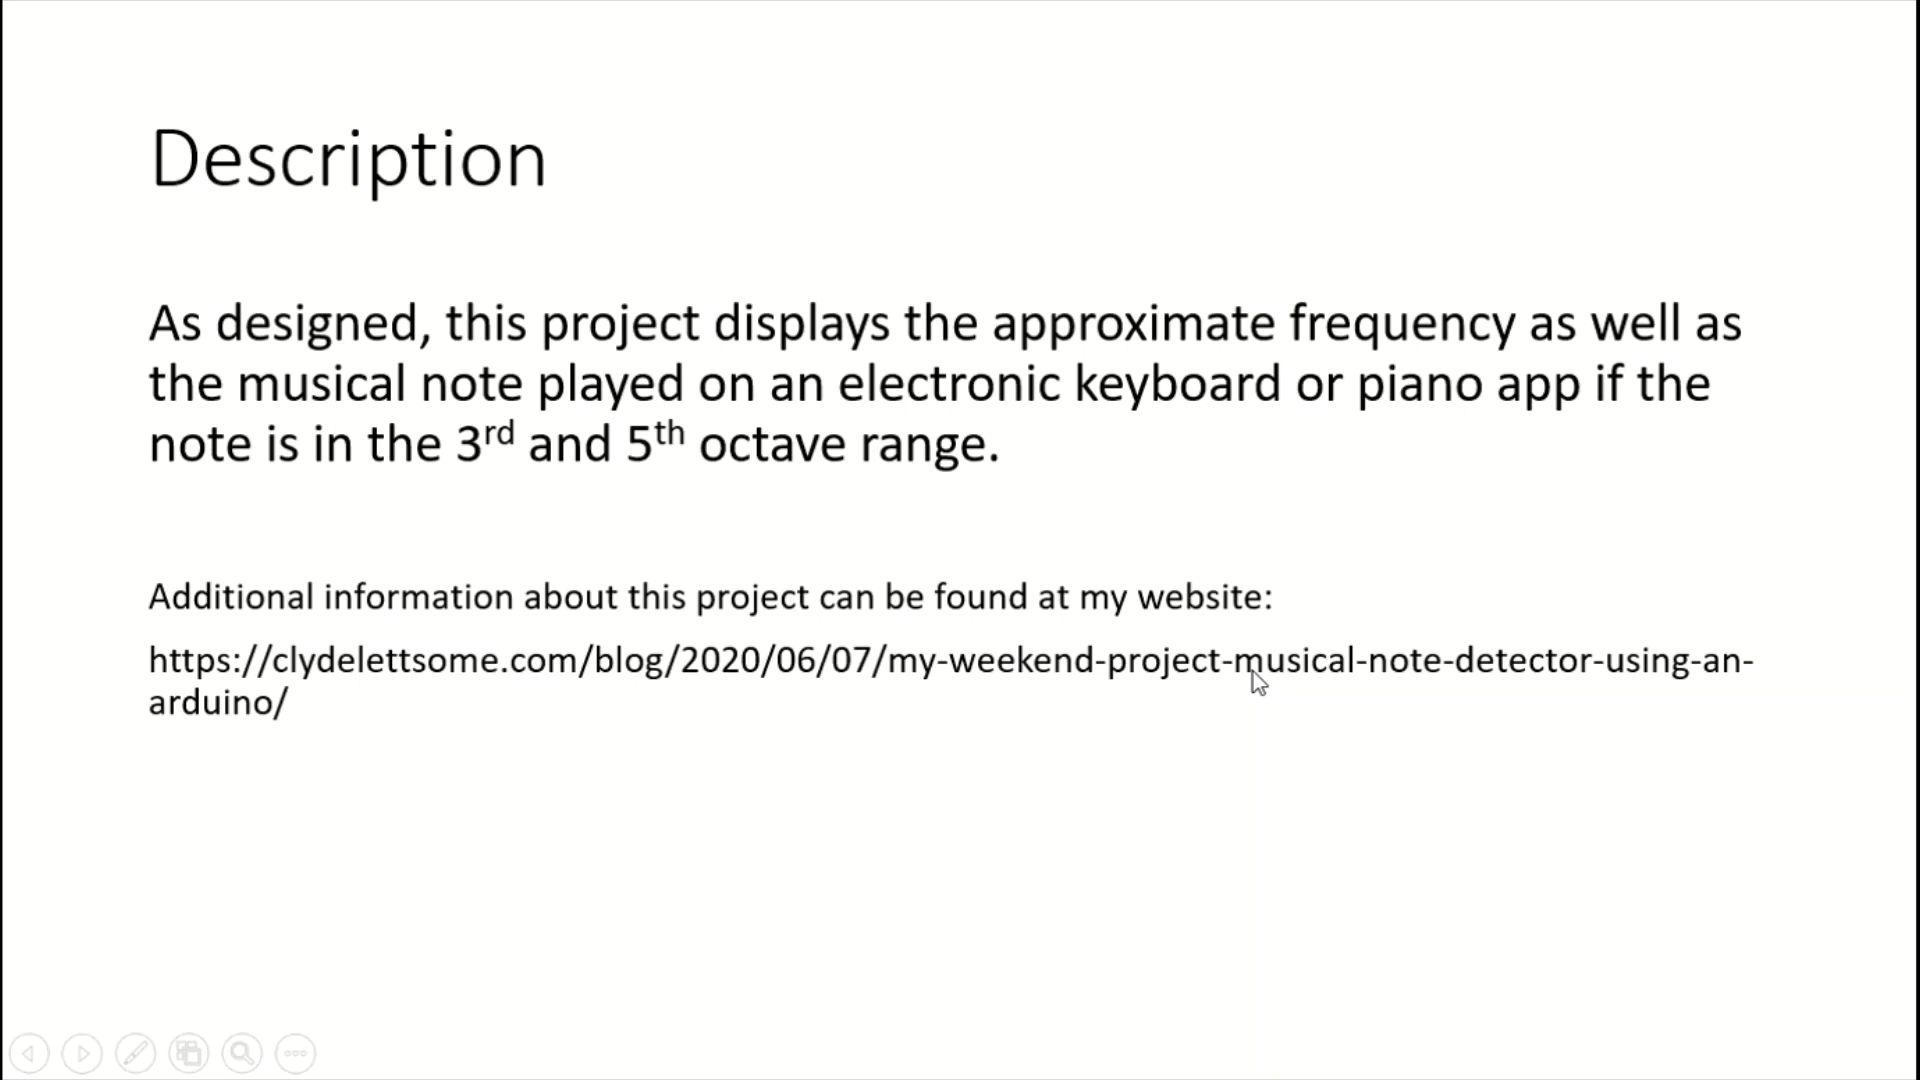 Description
As designed, this project displays the approximate frequency as well as
the musical note played on an electronic keyboard or piano app if the
note is in the 3rd and 5th octave range.
Additional information about this project can be found at my website:
https://clydelettsome.com/blog/2020/06/07/my-weekend-project-musical-note-detector-using-an-
arduino/